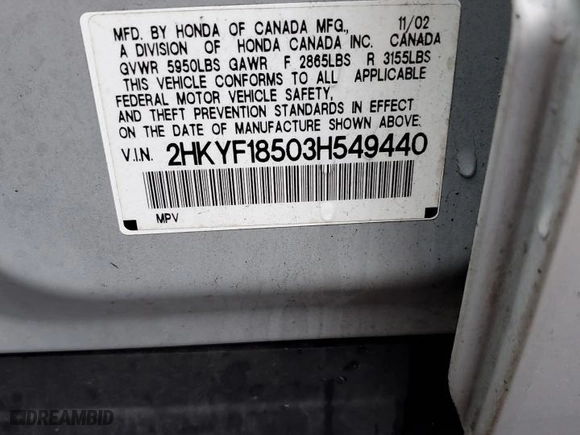 MFD. BY HONDA OF CANADA MFG., 11/02
A DIVISION OF HONDA CANADA INC. CANADA
GVWR 5950LBS GAWR F 2865LBS R 3155LBS
THIS VEHICLE CONFORMS TO ALL APPLICABLE
FEDERAL MOTOR VEHICLE SAFETY,
AND THEFT PREVENTION STANDARDS IN EFFECT
ON THE DATE OF MANUFACTURE SHOWN ABOVE.
V.I.N. 2HKYF18503H549440
MPV
DREAMBID